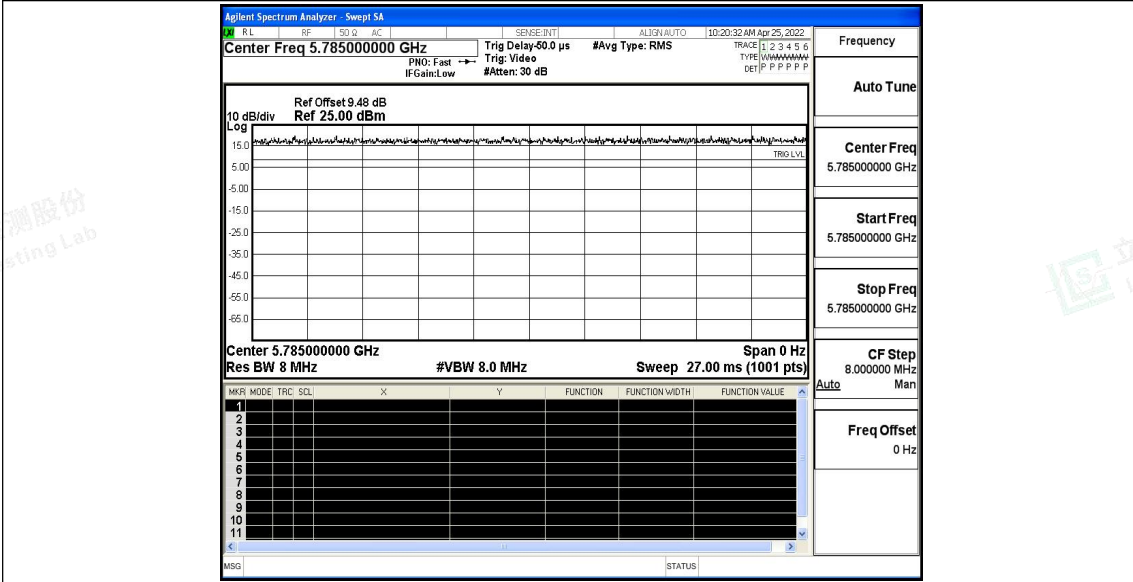 Agilent Spectrum Analyzer - Swept SA
LXI RL RF 50 Ω AC SENSE:INT ALIGN AUTO 10:20:32 AM Apr 25, 2022
Center Freq 5.785000000 GHz
PNO: Fast
IFGain:Low
Trig Delay-50.0 µs
Trig: Video
#Atten: 30 dB
#Avg Type: RMS
TRACE 1 2 3 4 5 6
TYPE
DET P P P P P P
Ref Offset 9.48 dB
10 dB/div Ref 25.00 dBm
Log
15.0
TRIG LVL
5.00
-5.00
-15.0
-25.0
-35.0
-45.0
-55.0
-65.0
Center 5.785000000 GHz Span 0 Hz
Res BW 8 MHz #VBW 8.0 MHz Sweep 27.00 ms (1001 pts)
MKR MODE TRC SCL X Y FUNCTION FUNCTION WIDTH FUNCTION VALUE
1
2
3
4
5
6
7
8
9
10
11
MSG STATUS
Frequency
Auto Tune
Center Freq
5.785000000 GHz
Start Freq
5.785000000 GHz
Stop Freq
5.785000000 GHz
CF Step
8.000000 MHz
Auto Man
Freq Offset
0 Hz
测股份
sting Lab